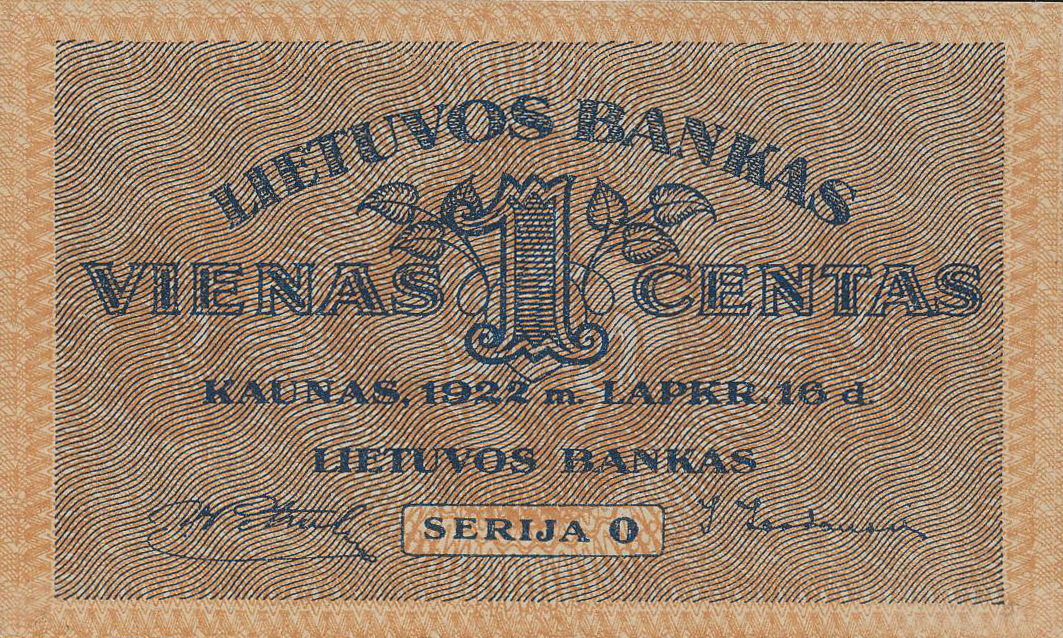 LIETUVOS BANKAS
VIENAS 1 CENTAS
KAUNAS, 1922 m. LAPKR. 16 d.
LIETUVOS BANKAS
SERIJA O